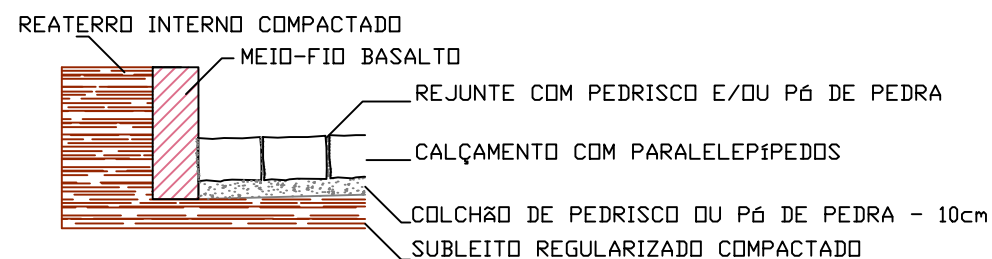 REATERRO INTERNO COMPACTADO
MEIO-FIO BASALTO
REJUNTE COM PEDRISCO E/OU Pó DE PEDRA
CALÇAMENTO COM PARALELEPíPEDOS
COLCHãO DE PEDRISCO OU Pó DE PEDRA - 10cm
SUBLEITO REGULARIZADO COMPACTADO